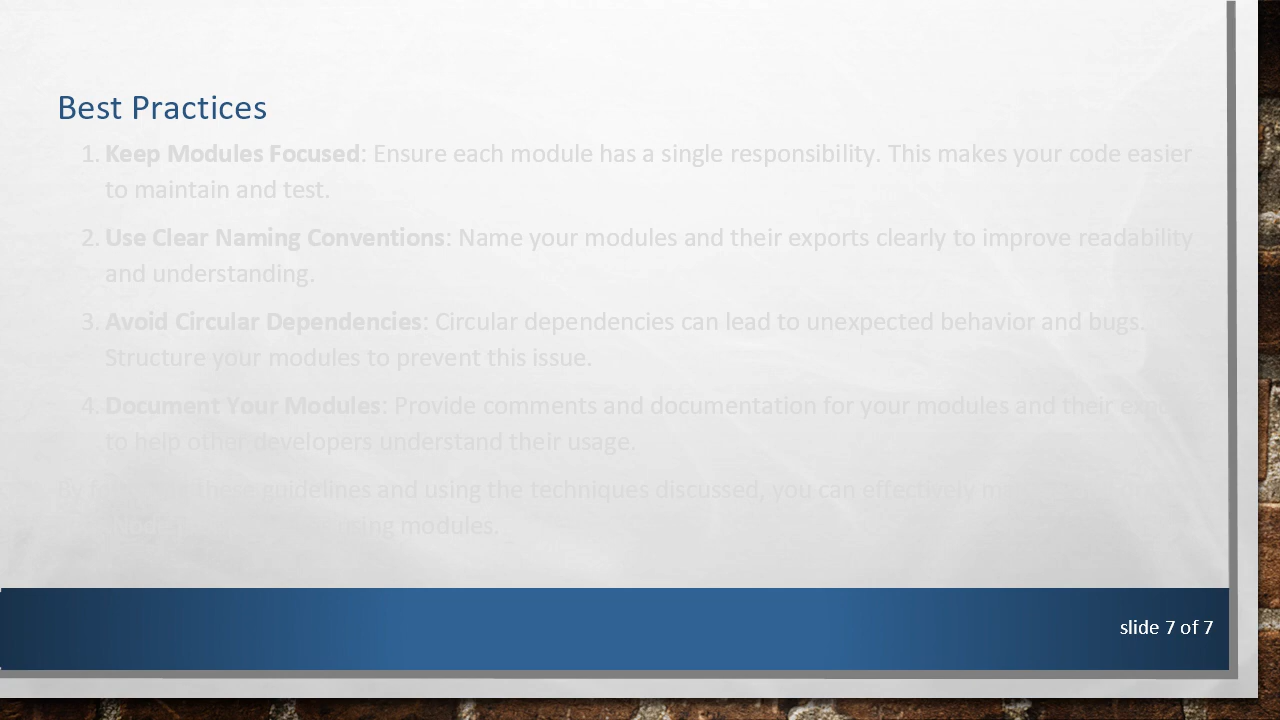 Best Practices
1. Keep Modules Focused: Ensure each module has a single responsibility. This makes your code easier
to maintain and test.
2. Use Clear Naming Conventions: Name your modules and their exports clearly to improve readability
and understanding.
3. Avoid Circular Dependencies: Circular dependencies can lead to unexpected behavior and bugs.
Structure your modules to prevent this issue.
4. Document Your Modules: Provide comments and documentation for your modules and their
to help other developers understand their usage.
By these guidelines and using the techniques discussed, you can effectively
using modules.
slide 7 of 7